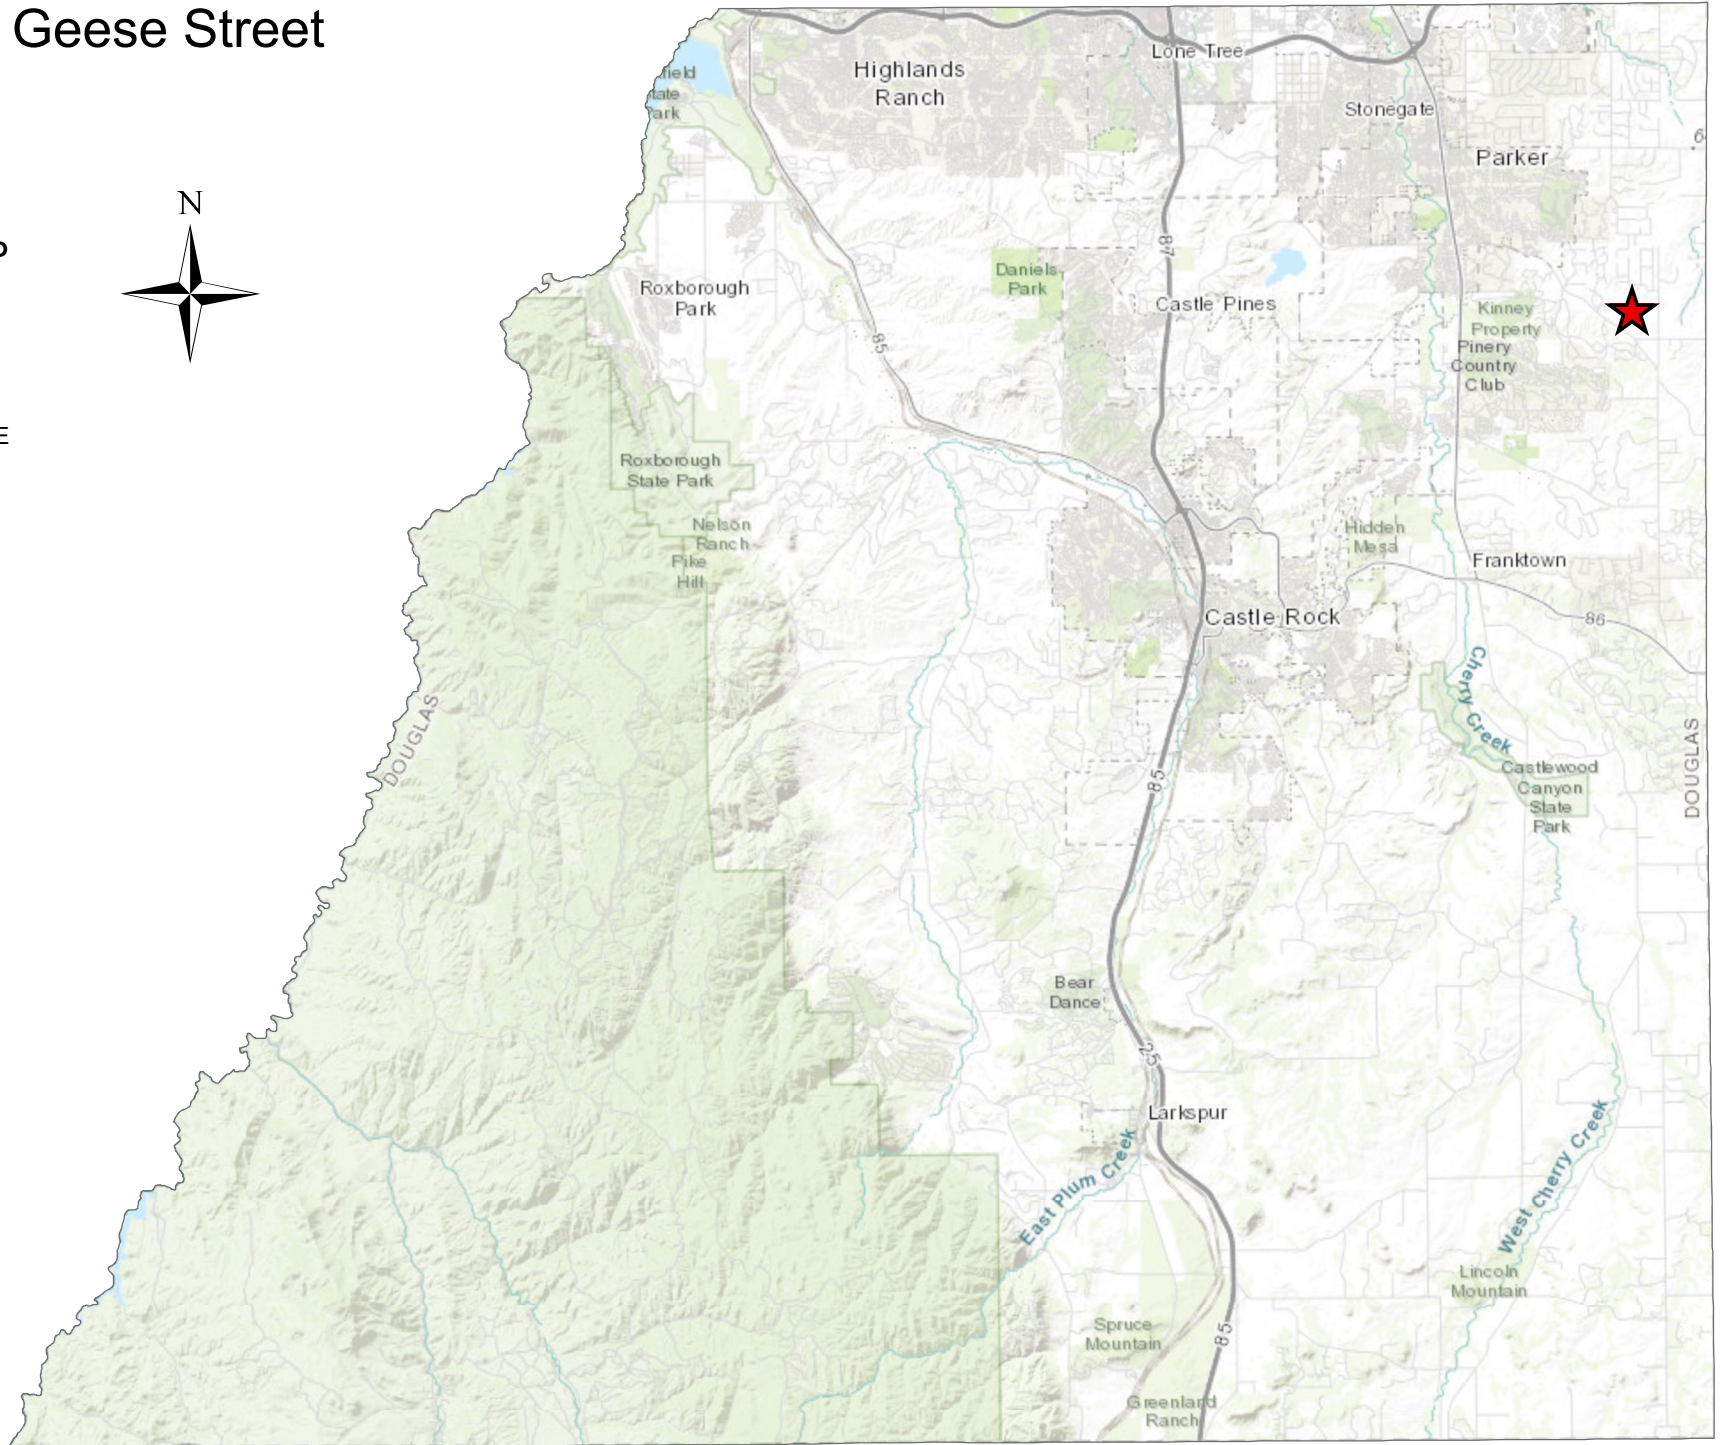 Geese Street
N
E
field
State
Park
Highlands
Ranch
Lone Tree
Stonegate
Parker
87
Roxborough
Park
Daniels
Park
Castle Pines
85
Kinney
Property
Pinery
Country
Club
Roxborough
State Park
Nelson
Ranch
Pike
Hill
Hidden
Mesa
Franktown
Castle Rock
86
Cherry Creek
DOUGLAS
DOUGLAS
85
Castlewood
Canyon
State
Park
Bear
Dance
25
Larkspur
East Plum Creek
West Cherry Creek
Lincoln
Mountain
Spruce
Mountain
85
Greenland
Ranch